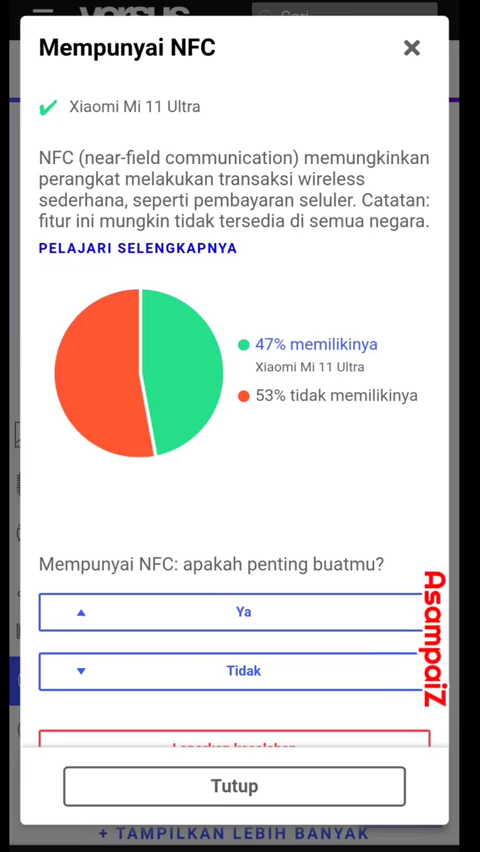 versus
Mempunyai NFC
Xiaomi Mi 11 Ultra
NFC (near-field communication) memungkinkan
perangkat melakukan transaksi wireless
sederhana, seperti pembayaran seluler. Catatan:
fitur ini mungkin tidak tersedia di semua negara.
PELAJARI SELENGKAPNYA
47% memilikinya
Xiaomi Mi 11 Ultra
53% tidak memilikinya
Mempunyai NFC: apakah penting buatmu?
Ya
Tidak
AsampaiZ
Tutup
+ TAMPILKAN LEBIH BANYAK